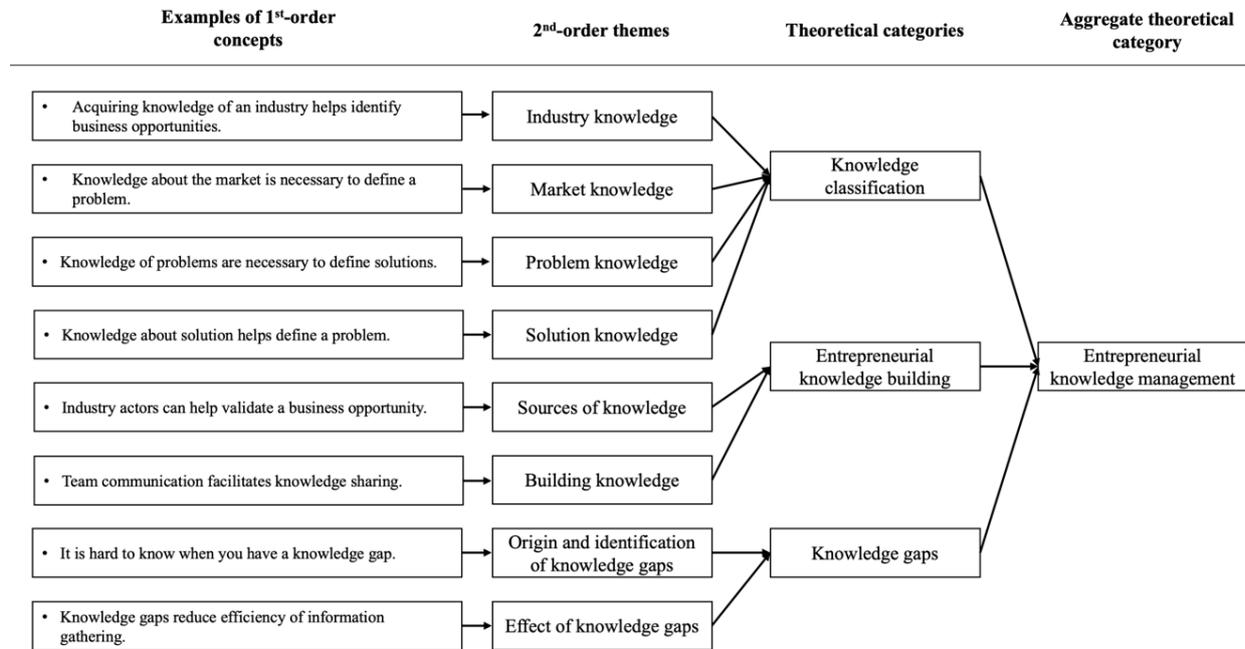 Examples of 1st-order
concepts
2nd-order themes
Theoretical categories
Aggregate theoretical
category
• Acquiring knowledge of an industry helps identify
business opportunities.
Industry knowledge
• Knowledge about the market is necessary to define a
problem.
Market knowledge
Knowledge
classification
• Knowledge of problems are necessary to define solutions.
Problem knowledge
• Knowledge about solution helps define a problem.
Solution knowledge
Entrepreneurial
knowledge building
Entrepreneurial
knowledge management
• Industry actors can help validate a business opportunity.
Sources of knowledge
• Team communication facilitates knowledge sharing.
Building knowledge
• It is hard to know when you have a knowledge gap.
Origin and identification
of knowledge gaps
Knowledge gaps
• Knowledge gaps reduce efficiency of information
gathering.
Effect of knowledge gaps